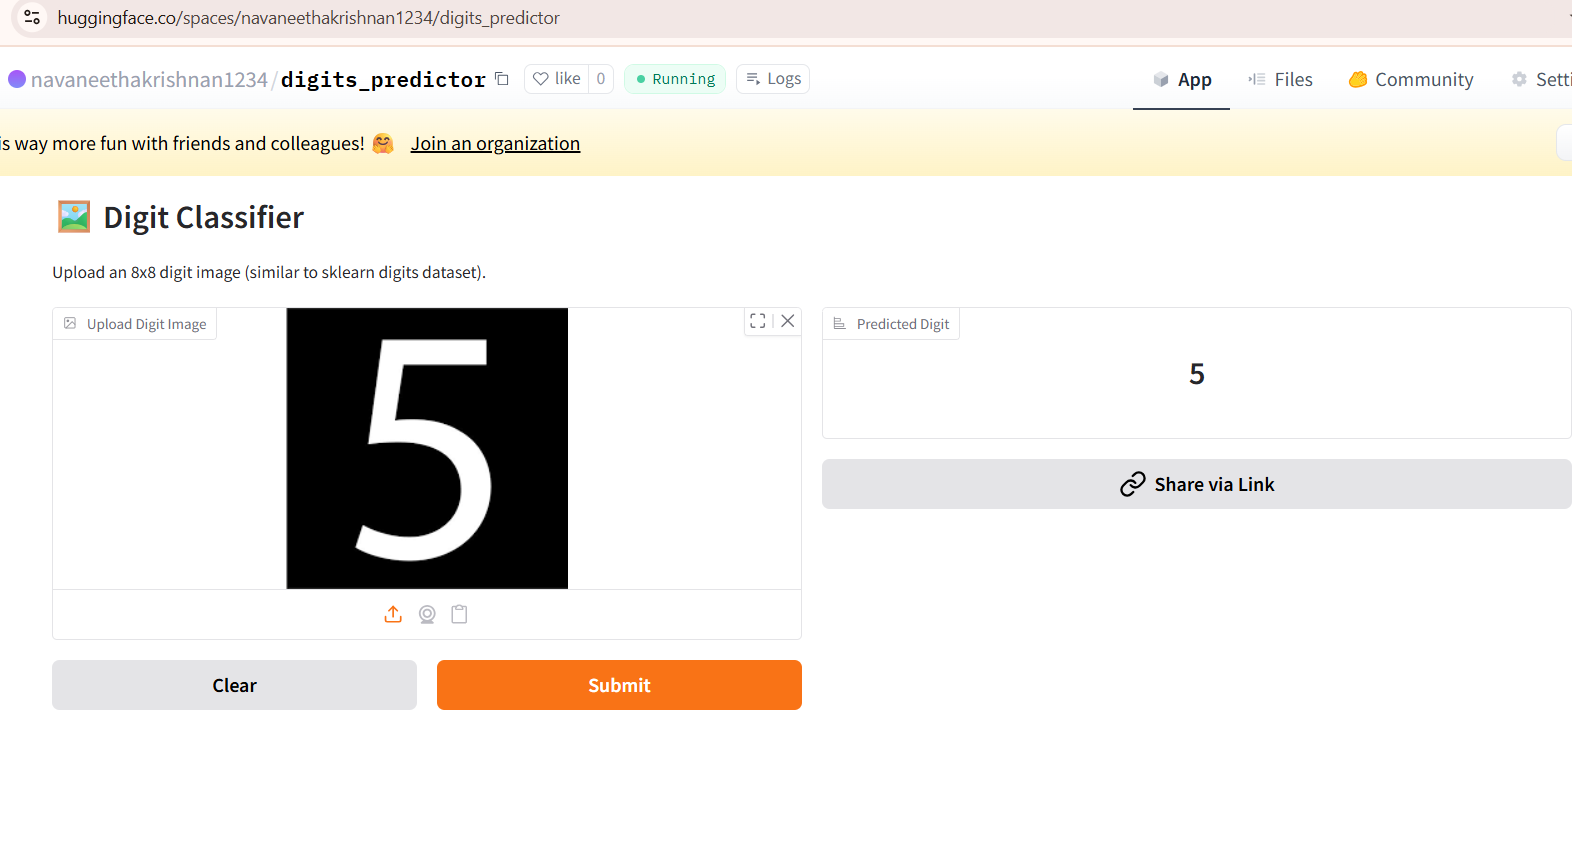 huggingface.co/spaces/navaneethakrishnan1234/digits_predictor
navaneethakrishnan1234/digits_predictor like 0 Running Logs App Files Community
is way more fun with friends and colleagues! 🤗 Join an organization
🖼️ Digit Classifier
Upload an 8x8 digit image (similar to sklearn digits dataset).
Upload Digit Image
5
Predicted Digit
5
Share via Link
Clear Submit